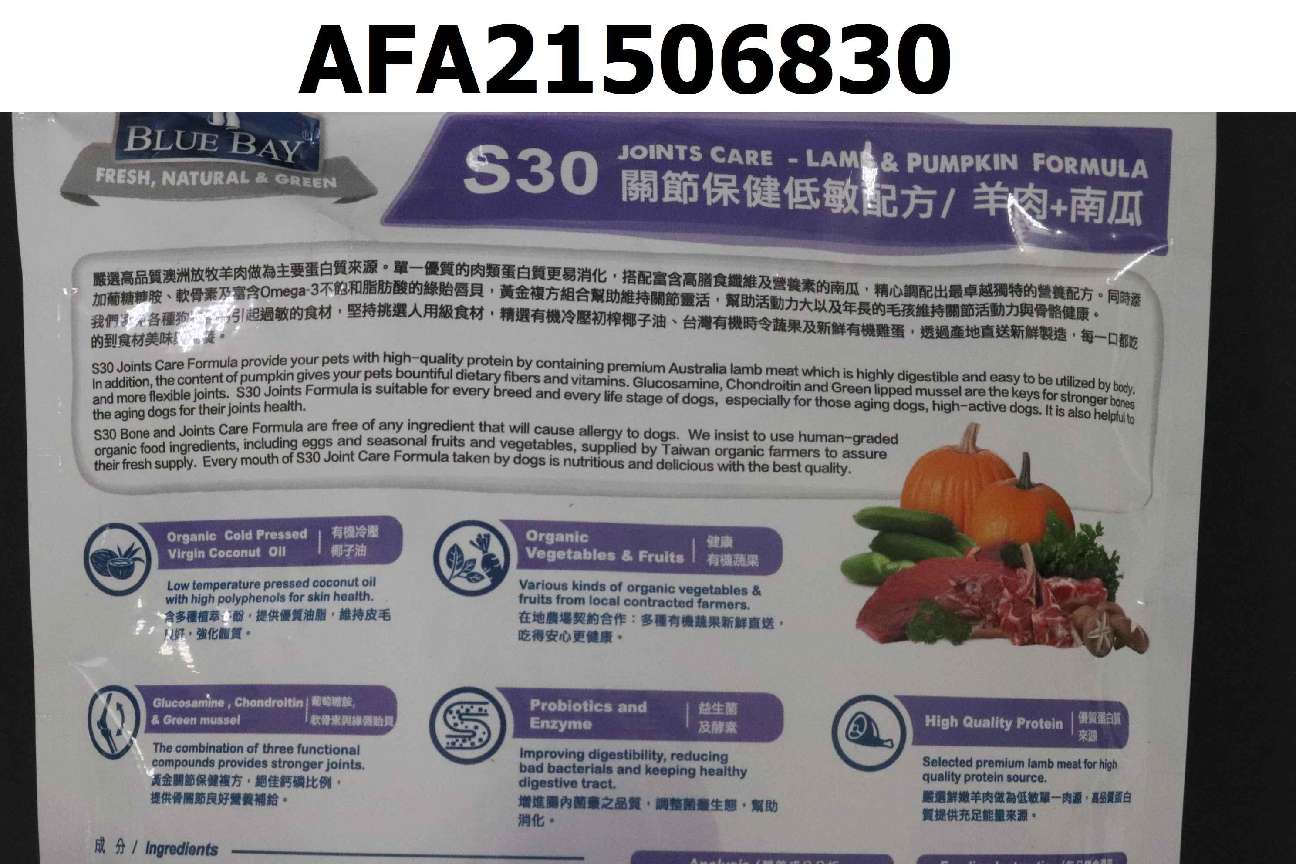 AFA21506830
BLUE BAY
FRESH, NATURAL & GREEN
S30 JOINTS CARE - LAMB & PUMPKIN FORMULA
關節保健低敏配方/ 羊肉+南瓜
嚴選高品質澳洲放牧羊肉做為主要蛋白質來源。單一優質的肉類蛋白質更易消化,搭配富含高膳食纖維及營養素的南瓜,精心調配出最卓越獨特的營養配方。同時添
加葡糖糖胺、軟骨素及富含Omega-3不飽和脂肪酸的綠貽唇貝,黃金複方組合幫助維持關節靈活,幫助活動力大以及年長的毛孩維持關節活動力與骨骼健康。
我們 各種 引起過敏的食材,堅持挑選人用級食材,精選有機冷壓初榨椰子油、台灣有機時令蔬果及新鮮有機雞蛋,透過產地直送新鮮製造,每一口都吃
的到食材美味 。
S30 Joints Care Formula provide your pets with high-quality protein by containing premium Australia lamb meat which is highly digestible and easy to be utilized by body.
In addition, the content of pumpkin gives your pets bountiful dietary fibers and vitamins. Glucosamine, Chondroitin and Green lipped mussel are the keys for stronger bones
and more flexible joints. S30 Joints Formula is suitable for every breed and every life stage of dogs, especially for those aging dogs, high-active dogs. It is also helpful to
the aging dogs for their joints health.
S30 Bone and Joints Care Formula are free of any ingredient that will cause allergy to dogs. We insist to use human-graded
organic food ingredients, including eggs and seasonal fruits and vegetables, supplied by Taiwan organic farmers to assure
their fresh supply. Every mouth of S30 Joint Care Formula taken by dogs is nutritious and delicious with the best quality.
Organic Cold Pressed
Virgin Coconut Oil
有機冷壓
椰子油
Low temperature pressed coconut oil
with high polyphenols for skin health.
含多種植萃 酚,提供優質油脂,維持皮毛
良好,強化脂質。
Organic
Vegetables & Fruits
健康
有機蔬果
Various kinds of organic vegetables &
fruits from local contracted farmers.
在地農場契約合作:多種有機蔬果新鮮直送,
吃得安心更健康。
Glucosamine , Chondroitin
& Green mussel
葡萄糖胺,
軟骨素與綠唇貽貝
The combination of three functional
compounds provides stronger joints.
黃金關節保健複方,絕佳鈣磷比例,
提供骨關節良好營養補給。
Probiotics and
Enzyme
益生菌
及酵素
Improving digestibility, reducing
bad bacterials and keeping healthy
digestive tract.
增進腸內菌叢之品質,調整菌叢生態,幫助
消化。
High Quality Protein
優質蛋白質
來源
Selected premium lamb meat for high
quality protein source.
嚴選鮮嫩羊肉做為低敏單一肉源,高品質蛋白
質提供充足能量來源。
成 分 / Ingredients